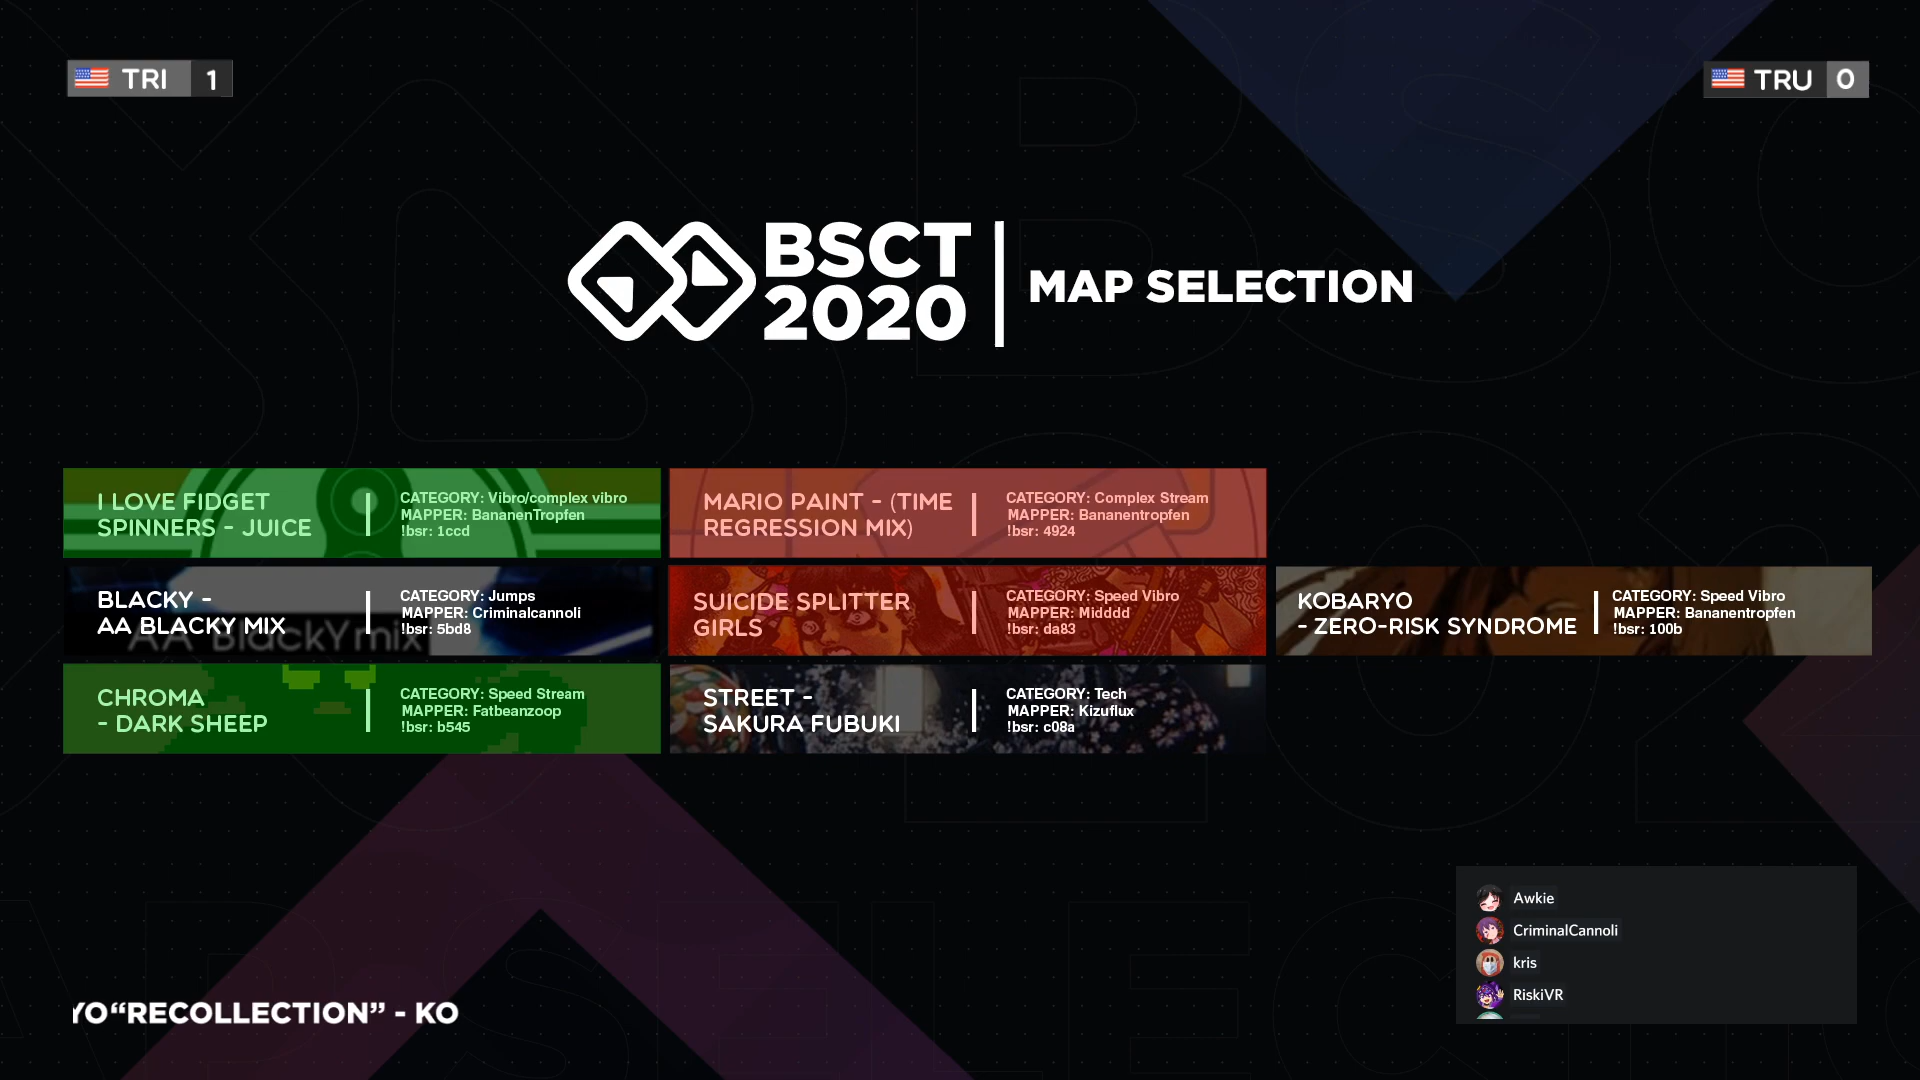 TRI 1
TRU 0
BSCT
2020
MAP SELECTION
I LOVE FIDGET
SPINNERS - JUICE
CATEGORY: Vibro/complex vibro
MAPPER: BananenTropfen
!bsr: 1ccd
MARIO PAINT - (TIME
REGRESSION MIX)
CATEGORY: Complex Stream
MAPPER: Bananentropfen
!bsr: 4924
BLACKY -
AA BLACKY MIX
AA BlackYmix
CATEGORY: Jumps
MAPPER: Criminalcannoli
!bsr: 5bd8
SUICIDE SPLITTER
GIRLS
CATEGORY: Speed Vibro
MAPPER: Midddd
!bsr: da83
KOBARYO
- ZERO-RISK SYNDROME
CATEGORY: Speed Vibro
MAPPER: Bananentropfen
!bsr: 100b
CHROMA
- DARK SHEEP
CATEGORY: Speed Stream
MAPPER: Fatbeanzoop
!bsr: b545
STREET -
SAKURA FUBUKI
CATEGORY: Tech
MAPPER: Kizuflux
!bsr: c08a
Awkie
CriminalCannoli
kris
RiskiVR
YO“RECOLLECTION” - KO